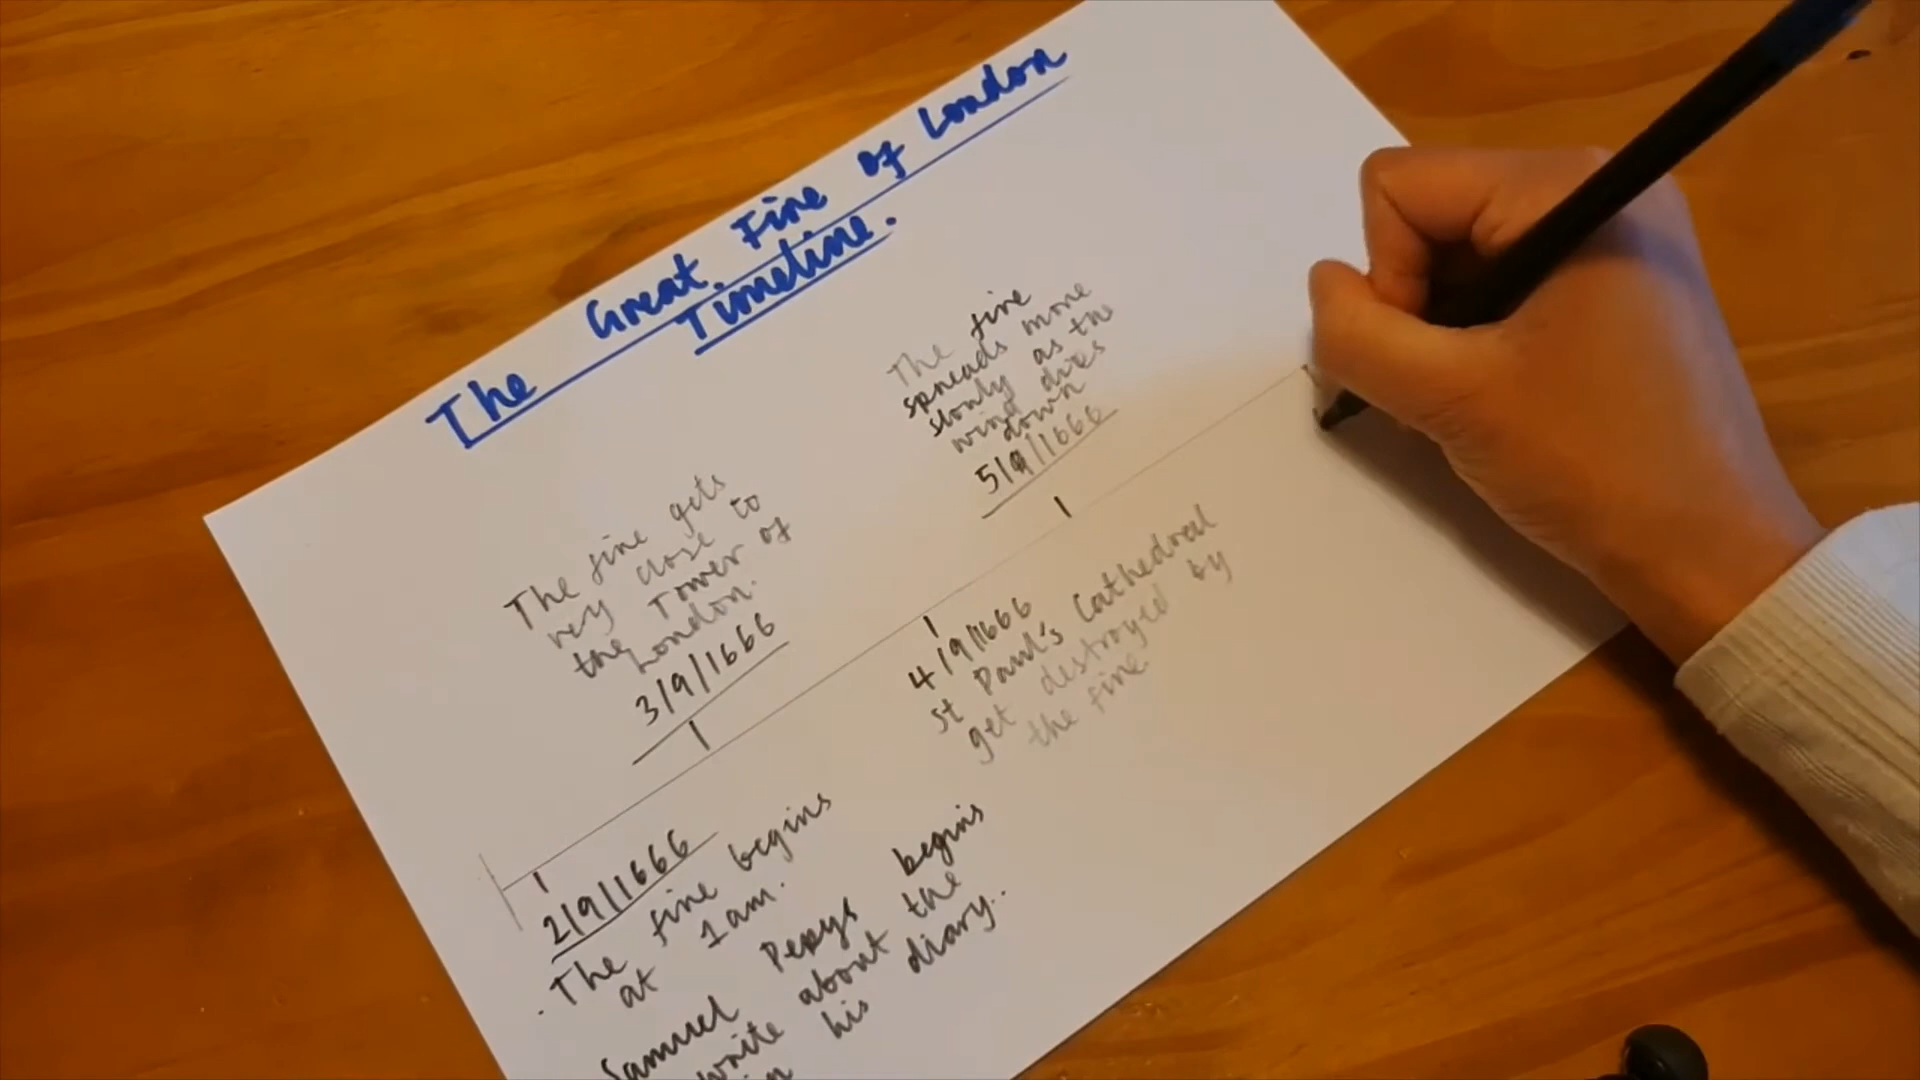 The Great Fire of London
Timeline.
The fire gets
very close to
the Tower of
London.
3/9/1666
The fire
spreads more
slowly as the
wind dies
down
5/9/1666
2/9/1666
The fire begins
at 1am.
Samuel Pepys begins
write about the
in his diary..
4/9/1666
St Paul's Cathedral
get destroyed by
the fire